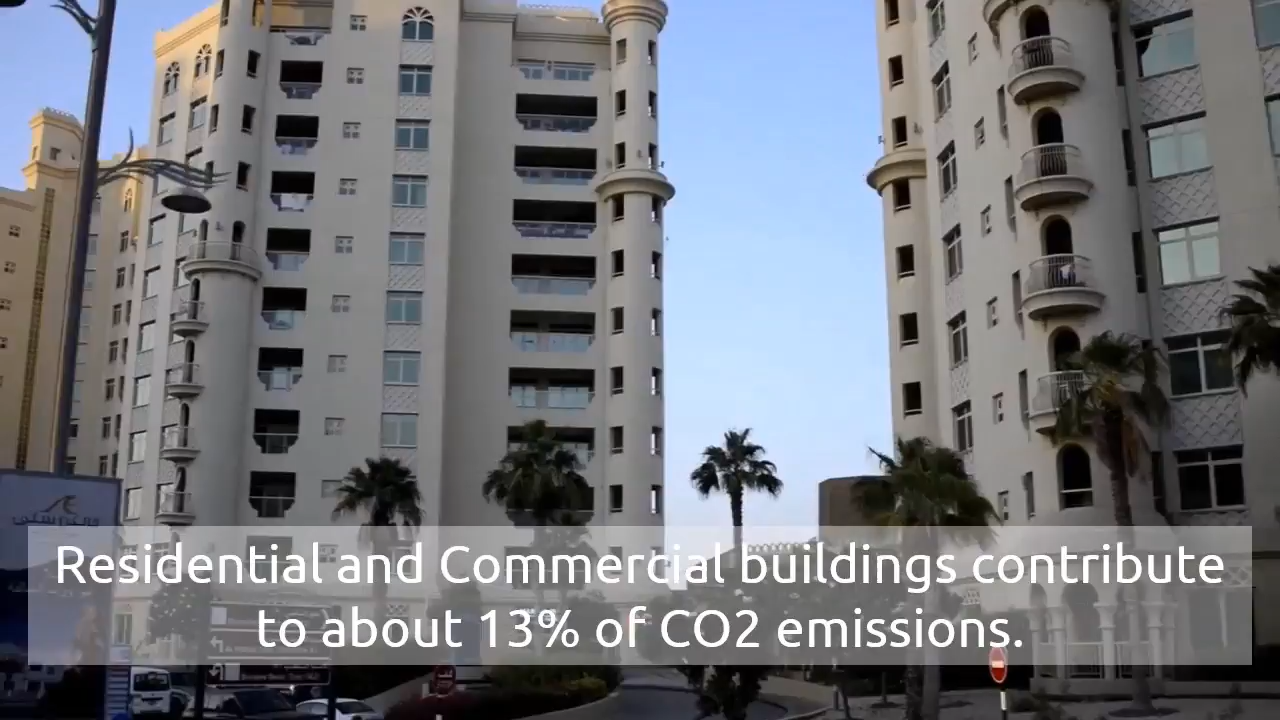 Residential and Commercial buildings contribute
to about 13% of CO2 emissions.